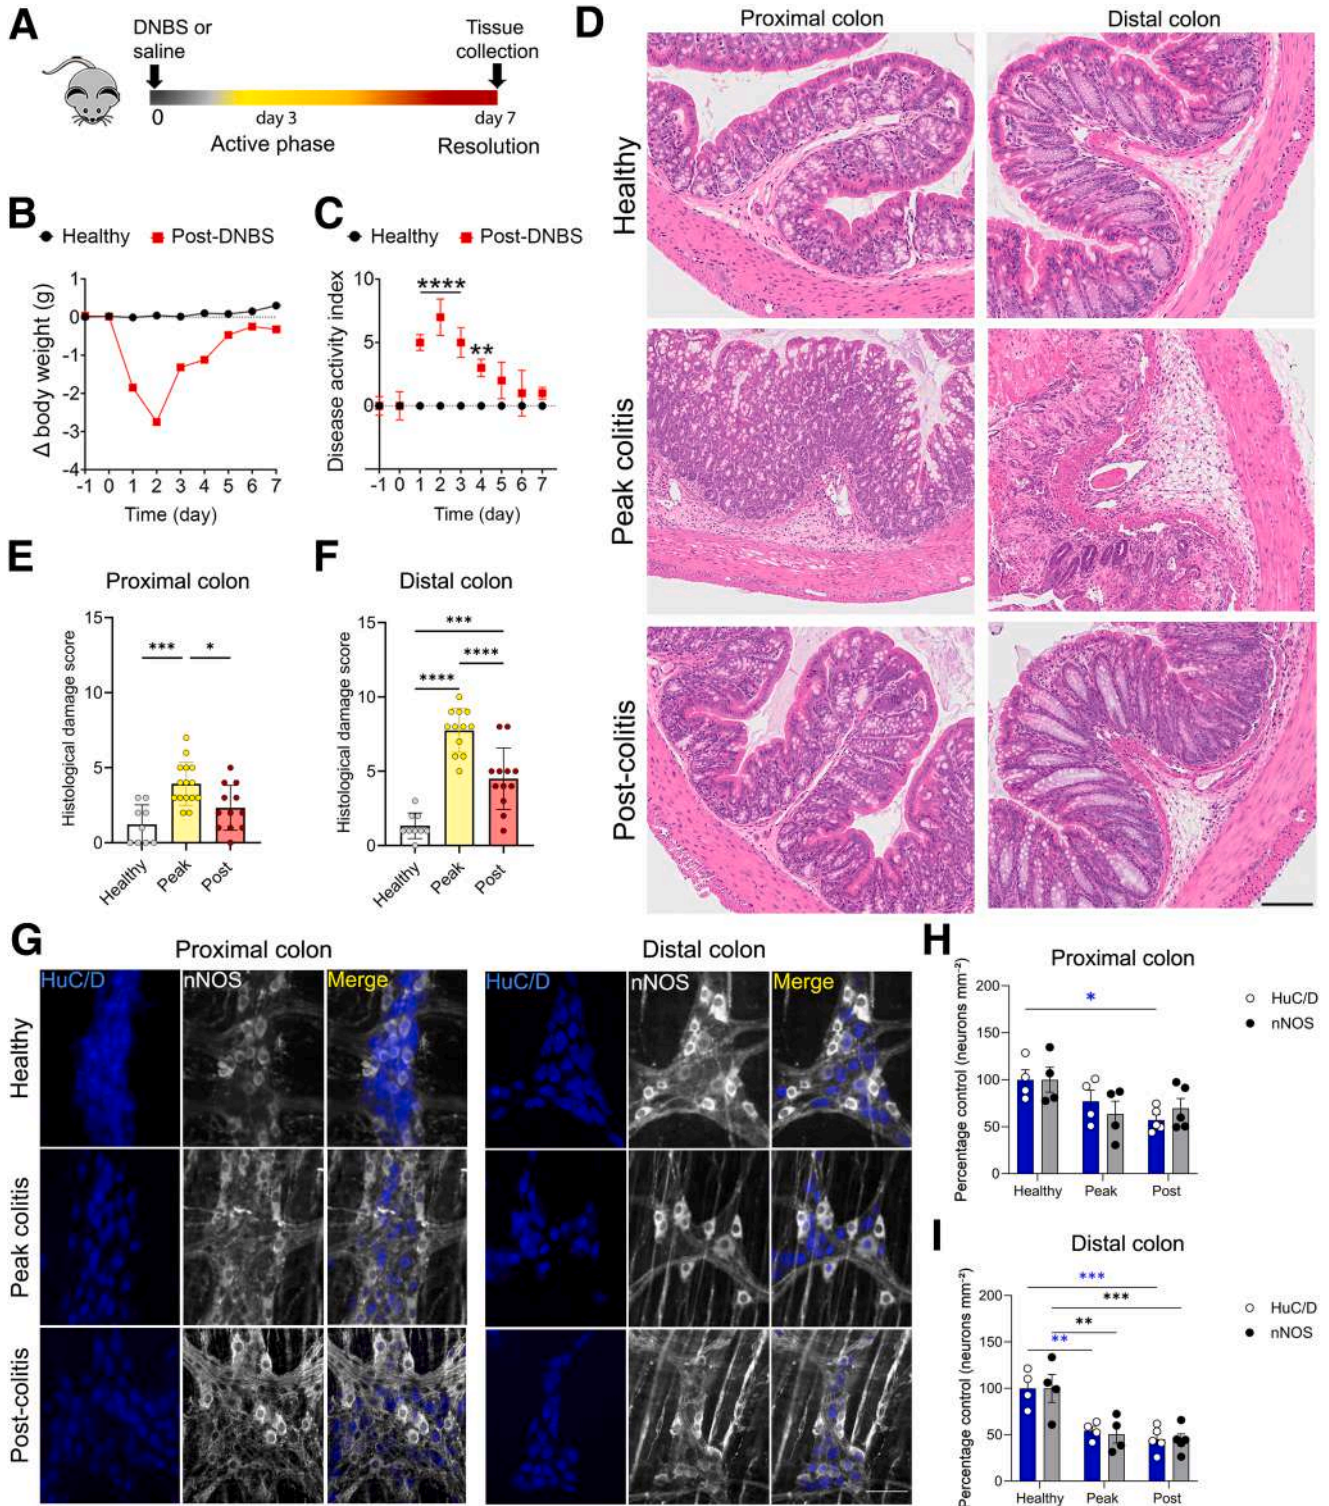 A
DNBS or
saline
Tissue
collection
0
day 3
day 7
Active phase
Resolution
B
Healthy
Post-DNBS
Δ body weight (g)
1
0
-1
-2
-3
-4
-1 0 1 2 3 4 5 6 7
Time (day)
C
Healthy
Post-DNBS
Disease activity index
10
5
0
****
**
-1 0 1 2 3 4 5 6 7
Time (day)
D
Proximal colon
Distal colon
Healthy
Peak colitis
Post-colitis
E
Proximal colon
Histological damage score
15
10
5
0
***
*
Healthy
Peak
Post
F
Distal colon
Histological damage score
15
10
5
0
***
****
****
Healthy
Peak
Post
G
Proximal colon
Distal colon
HuC/D
nNOS
Merge
HuC/D
nNOS
Merge
Healthy
Peak colitis
Post-colitis
H
Proximal colon
Percentage control (neurons mm⁻²)
200
150
100
50
0
*
HuC/D
nNOS
Healthy
Peak
Post
I
Distal colon
Percentage control (neurons mm⁻²)
200
150
100
50
0
***
***
**
**
HuC/D
nNOS
Healthy
Peak
Post